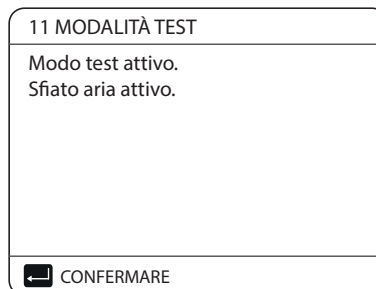 11 MODALITÀ TEST
Modo test attivo.
Sfiato aria attivo.
CONFERMARE